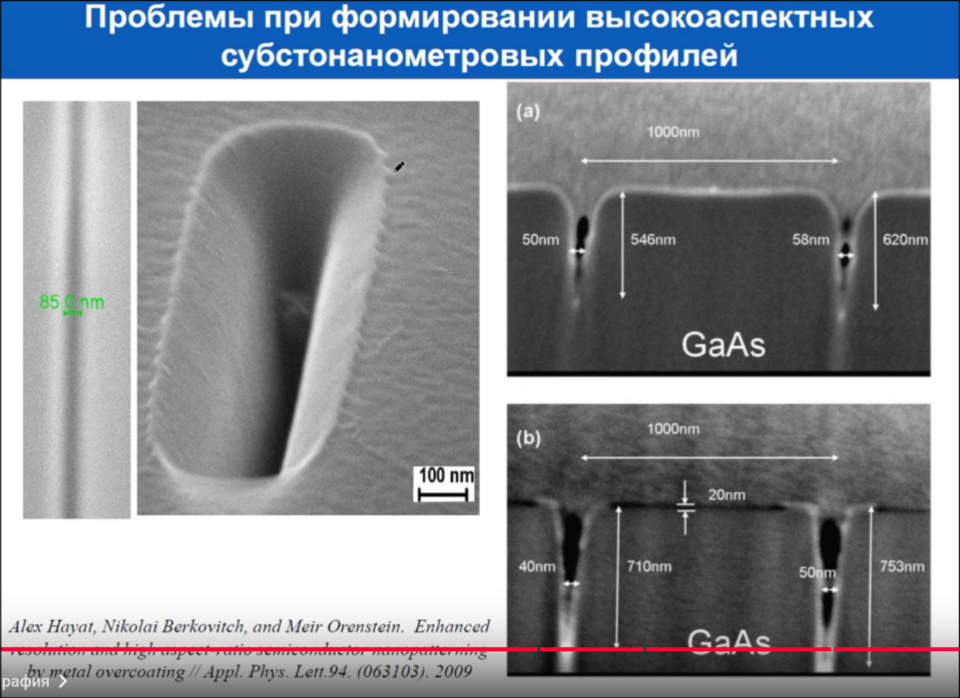 Проблемы при формировании высокоаспектных
субстонанометровых профилей
85.0 nm
100 nm
(a)
1000nm
50nm
546nm
58nm
620nm
GaAs
(b)
1000nm
20nm
40nm
710nm
50nm
753nm
GaAs
Alex Hayat, Nikolai Berkovitch, and Meir Orenstein. Enhanced
resolution and high aspect-ratio semiconductor nanopatterning
by metal overcoating // Appl. Phys. Lett.94. (063103). 2009
рафия